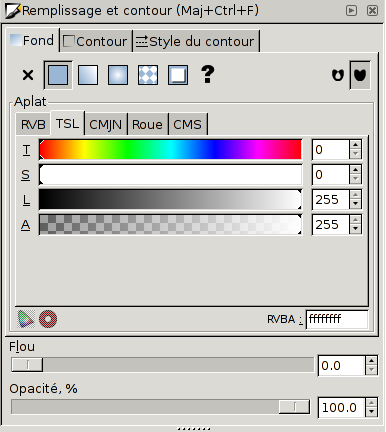 Remplissage et contour (Maj+Ctrl+F)
Fond Contour Style du contour
?
Aplat
RVB TSL CMJN Roue CMS
T 0
S 0
L 255
A 255
RVBA : ffffffff
Flou
0.0
Opacité, %
100.0